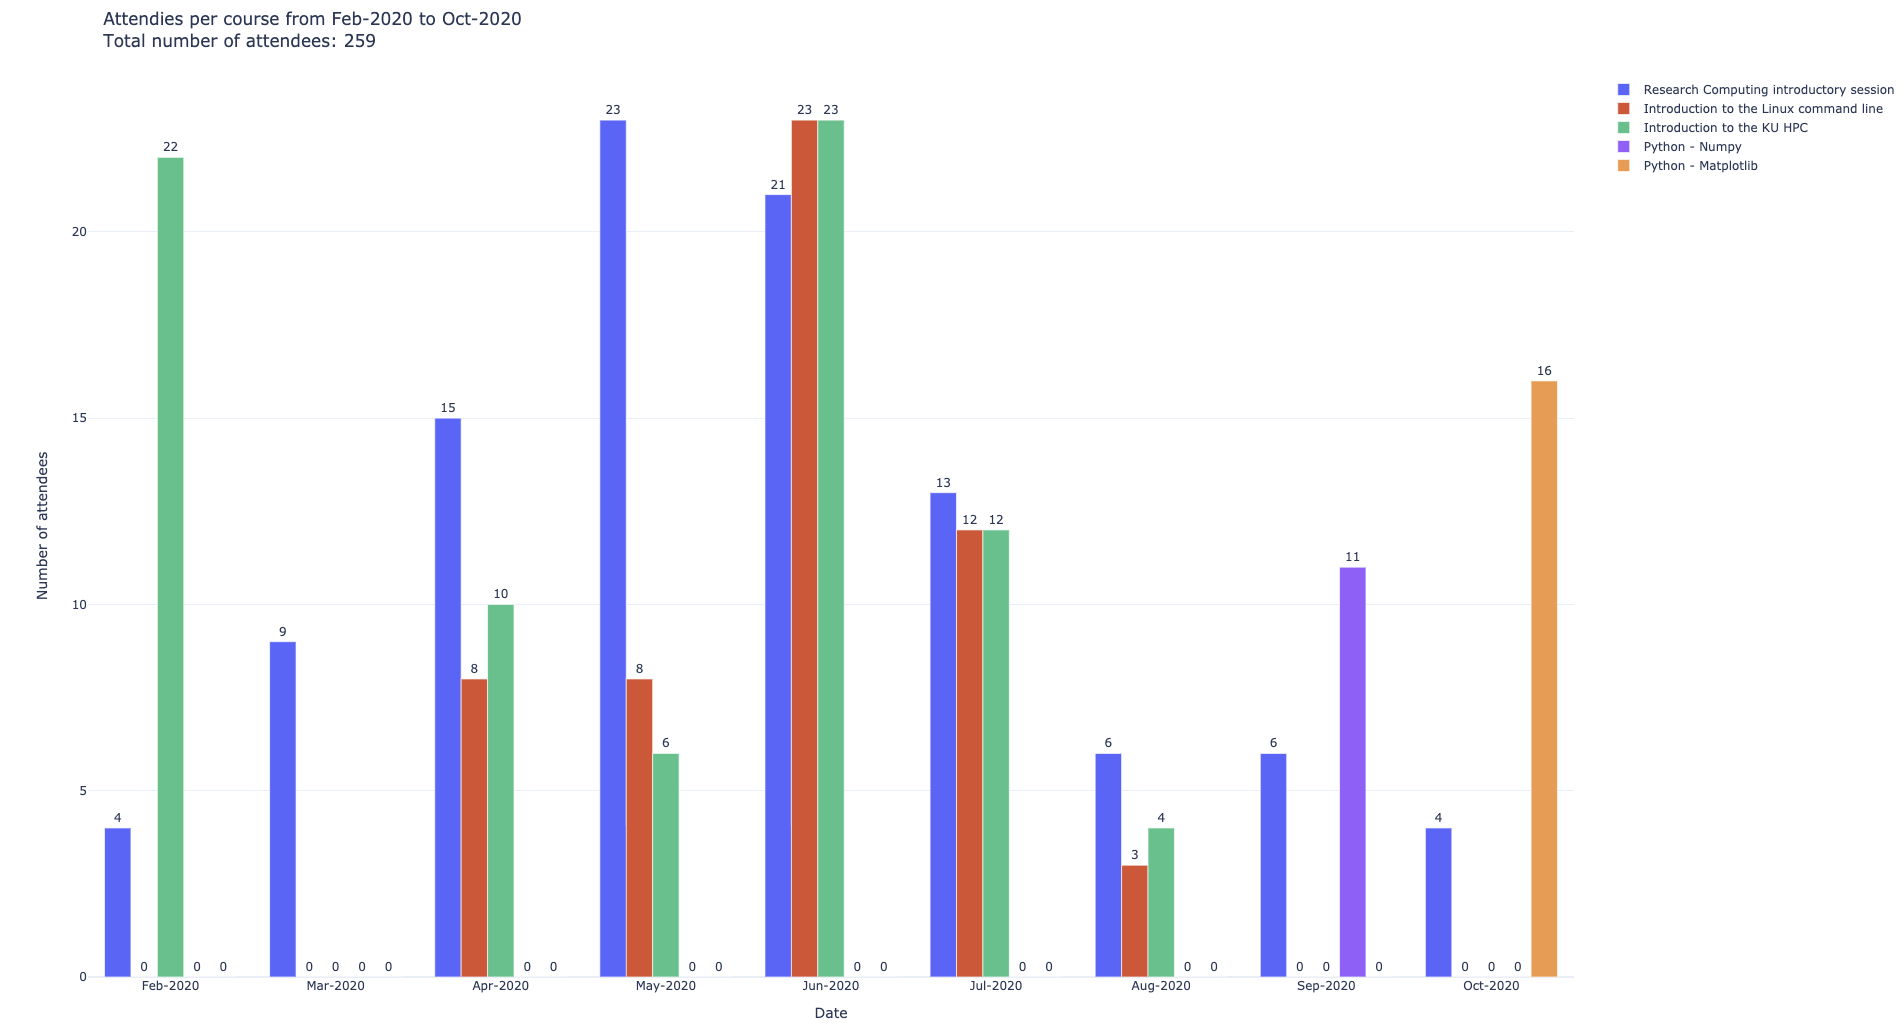 Attendies per course from Feb-2020 to Oct-2020
Total number of attendees: 259
Research Computing introductory session
Introduction to the Linux command line
Introduction to the KU HPC
Python - Numpy
Python - Matplotlib
Number of attendees
20
15
10
5
0
4 0 22 0 0
9 0 0 0 0
15 8 10 0 0
23 8 6 0 0
21 23 23 0 0
13 12 12 0 0
6 3 4 0 0
6 0 0 11 0
4 0 0 0 16
Feb-2020 Mar-2020 Apr-2020 May-2020 Jun-2020 Jul-2020 Aug-2020 Sep-2020 Oct-2020
Date